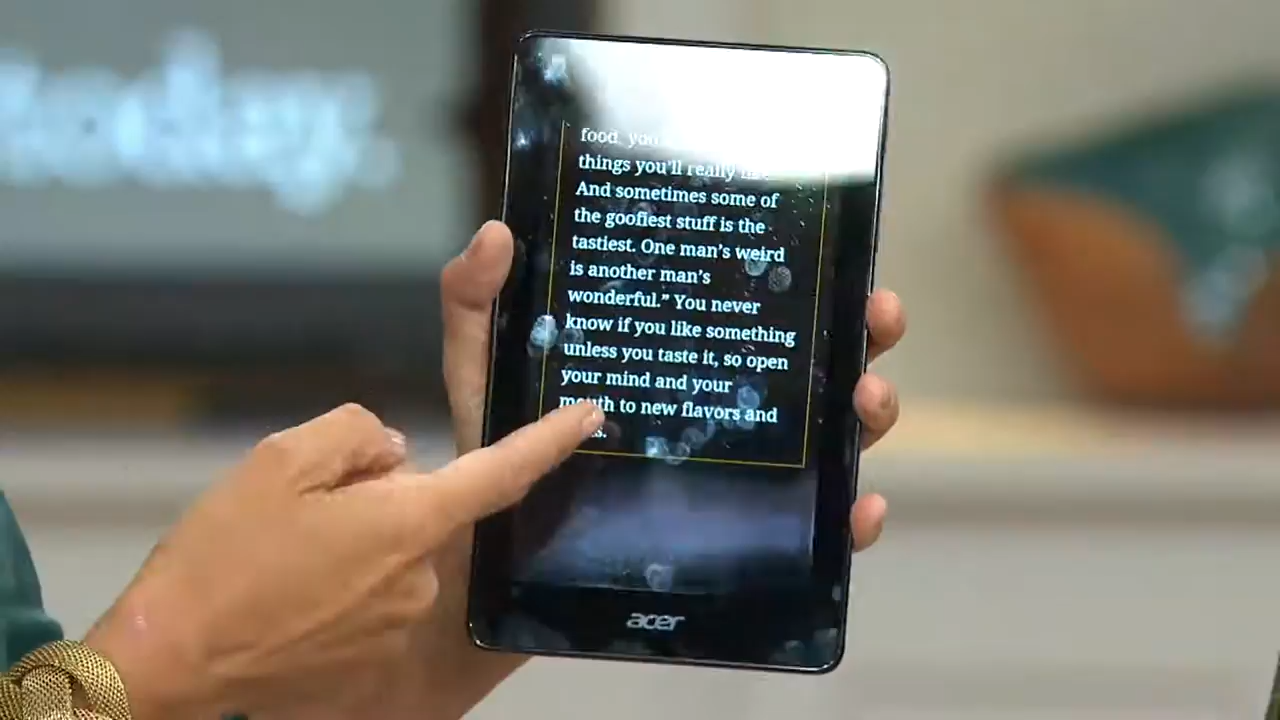 food, you
things you'll really
And sometimes some of
the goofiest stuff is the
tastiest. One man's weird
is another man's
wonderful." You never
know if you like something
unless you taste it, so open
your mind and your
mouth to new flavors and
acer